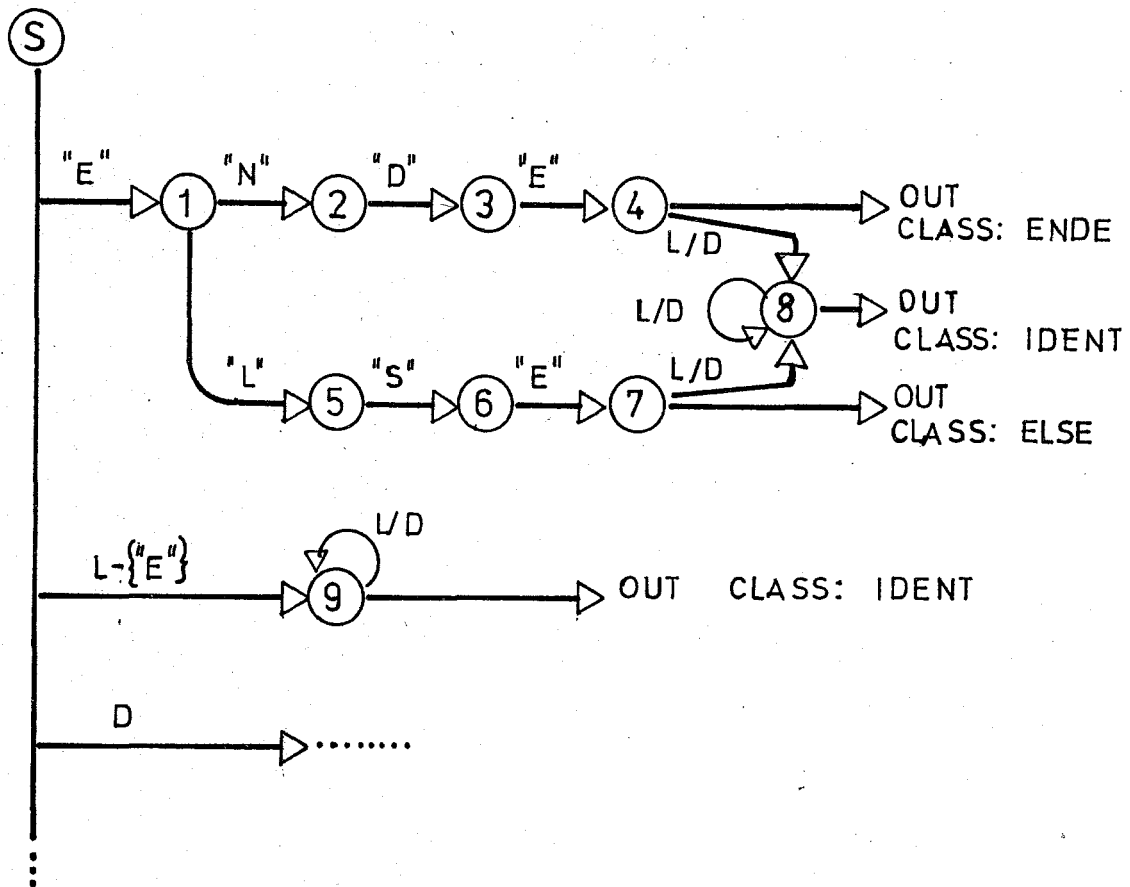 S
"E"
1
"N"
2
"D"
3
"E"
4
OUT
CLASS: ENDE
L/D
L/D
8
OUT
CLASS: IDENT
"L"
5
"S"
6
"E"
7
L/D
OUT
CLASS: ELSE
L/D
L-{"E"}
9
OUT CLASS: IDENT
D
........